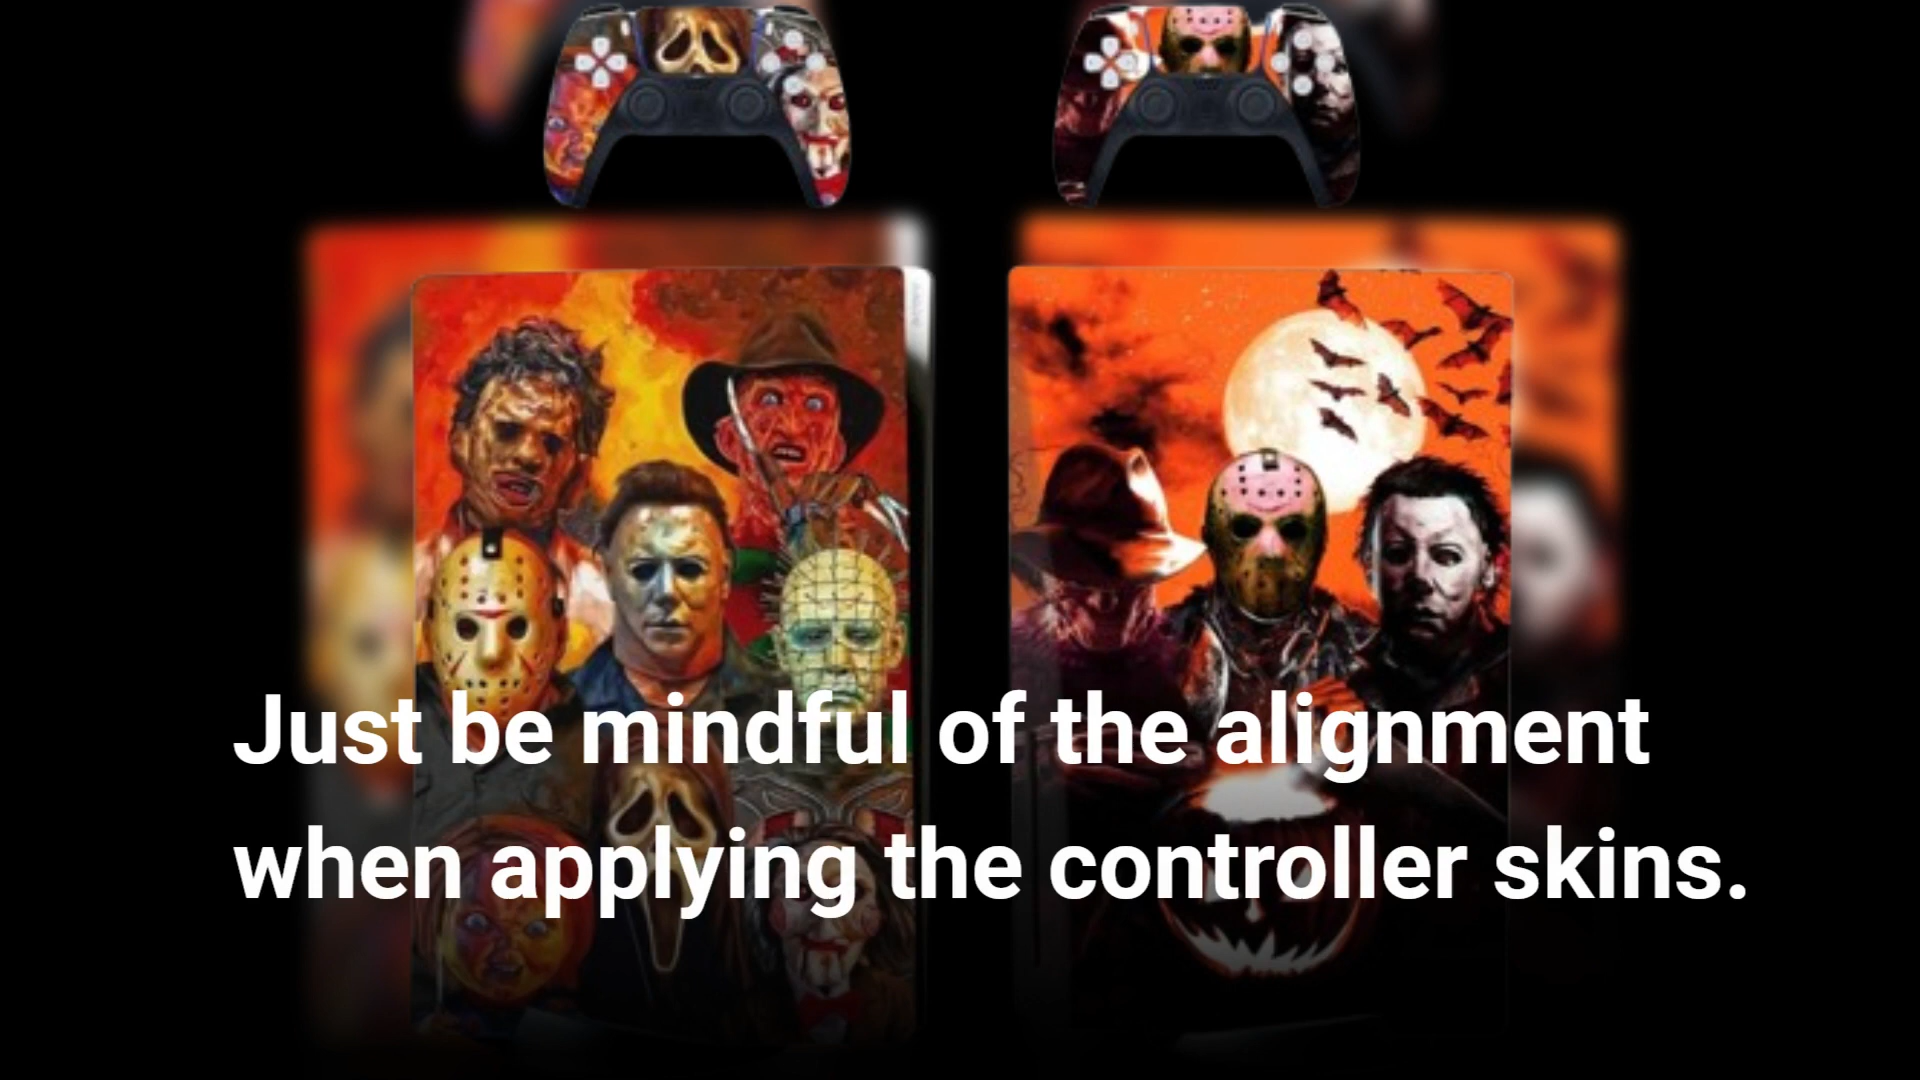 Just be mindful of the alignment
when applying the controller skins.